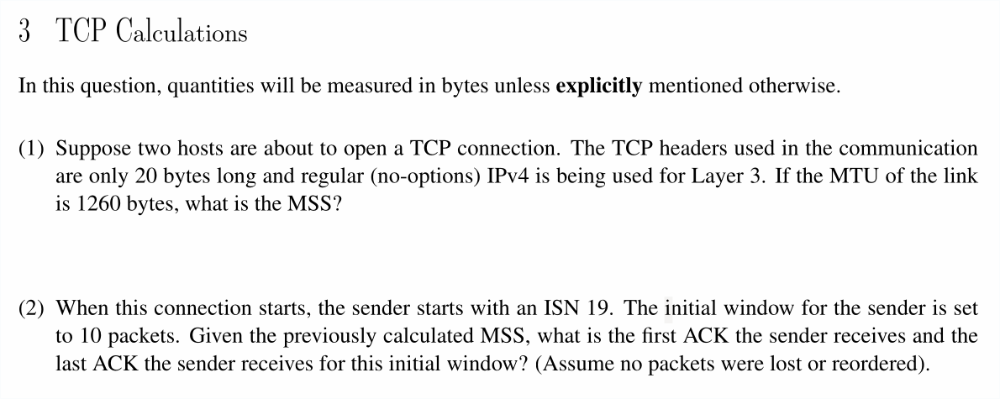 3 TCP Calculations
In this question, quantities will be measured in bytes unless explicitly mentioned otherwise.
(1) Suppose two hosts are about to open a TCP connection. The TCP headers used in the communication
are only 20 bytes long and regular (no-options) IPv4 is being used for Layer 3. If the MTU of the link
is 1260 bytes, what is the MSS?
(2) When this connection starts, the sender starts with an ISN 19. The initial window for the sender is set
to 10 packets. Given the previously calculated MSS, what is the first ACK the sender receives and the
last ACK the sender receives for this initial window? (Assume no packets were lost or reordered).